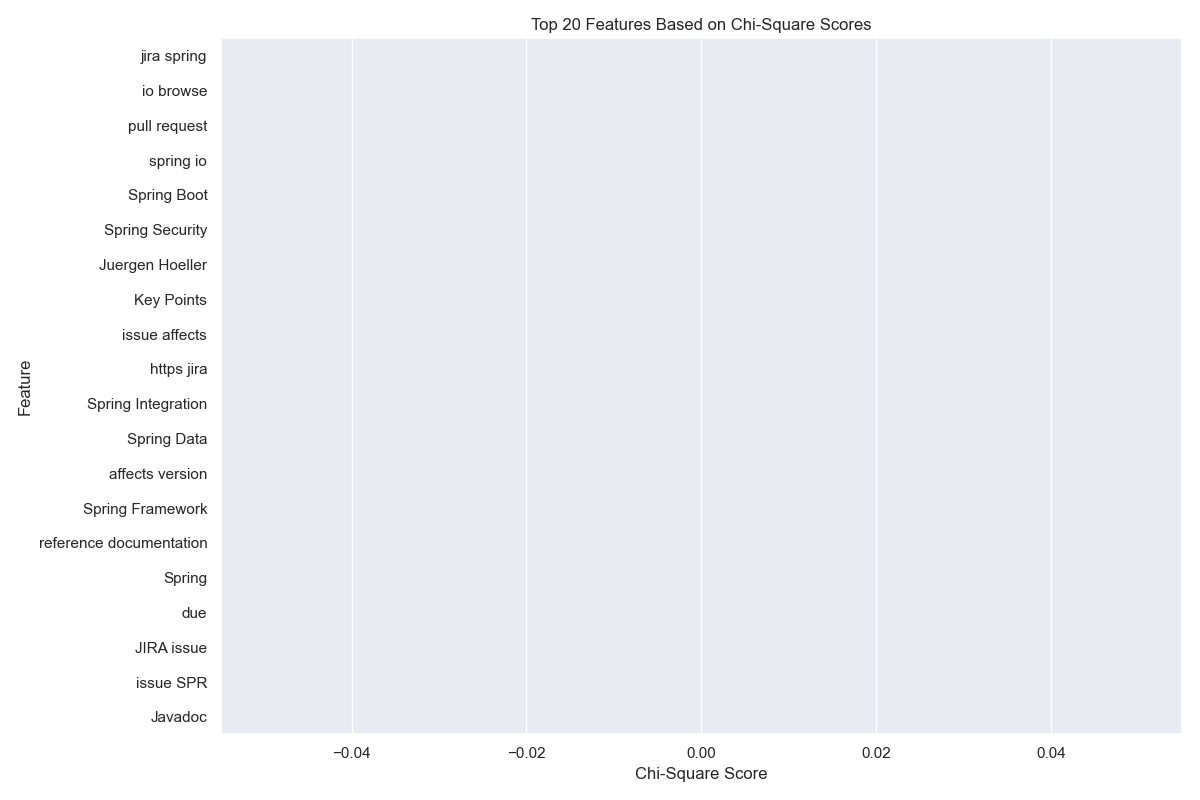 Top 20 Features Based on Chi-Square Scores
jira spring
io browse
pull request
spring io
Spring Boot
Spring Security
Juergen Hoeller
Key Points
issue affects
https jira
Spring Integration
Spring Data
affects version
Spring Framework
reference documentation
Spring
due
JIRA issue
issue SPR
Javadoc
Feature
−0.04 −0.02 0.00 0.02 0.04
Chi-Square Score